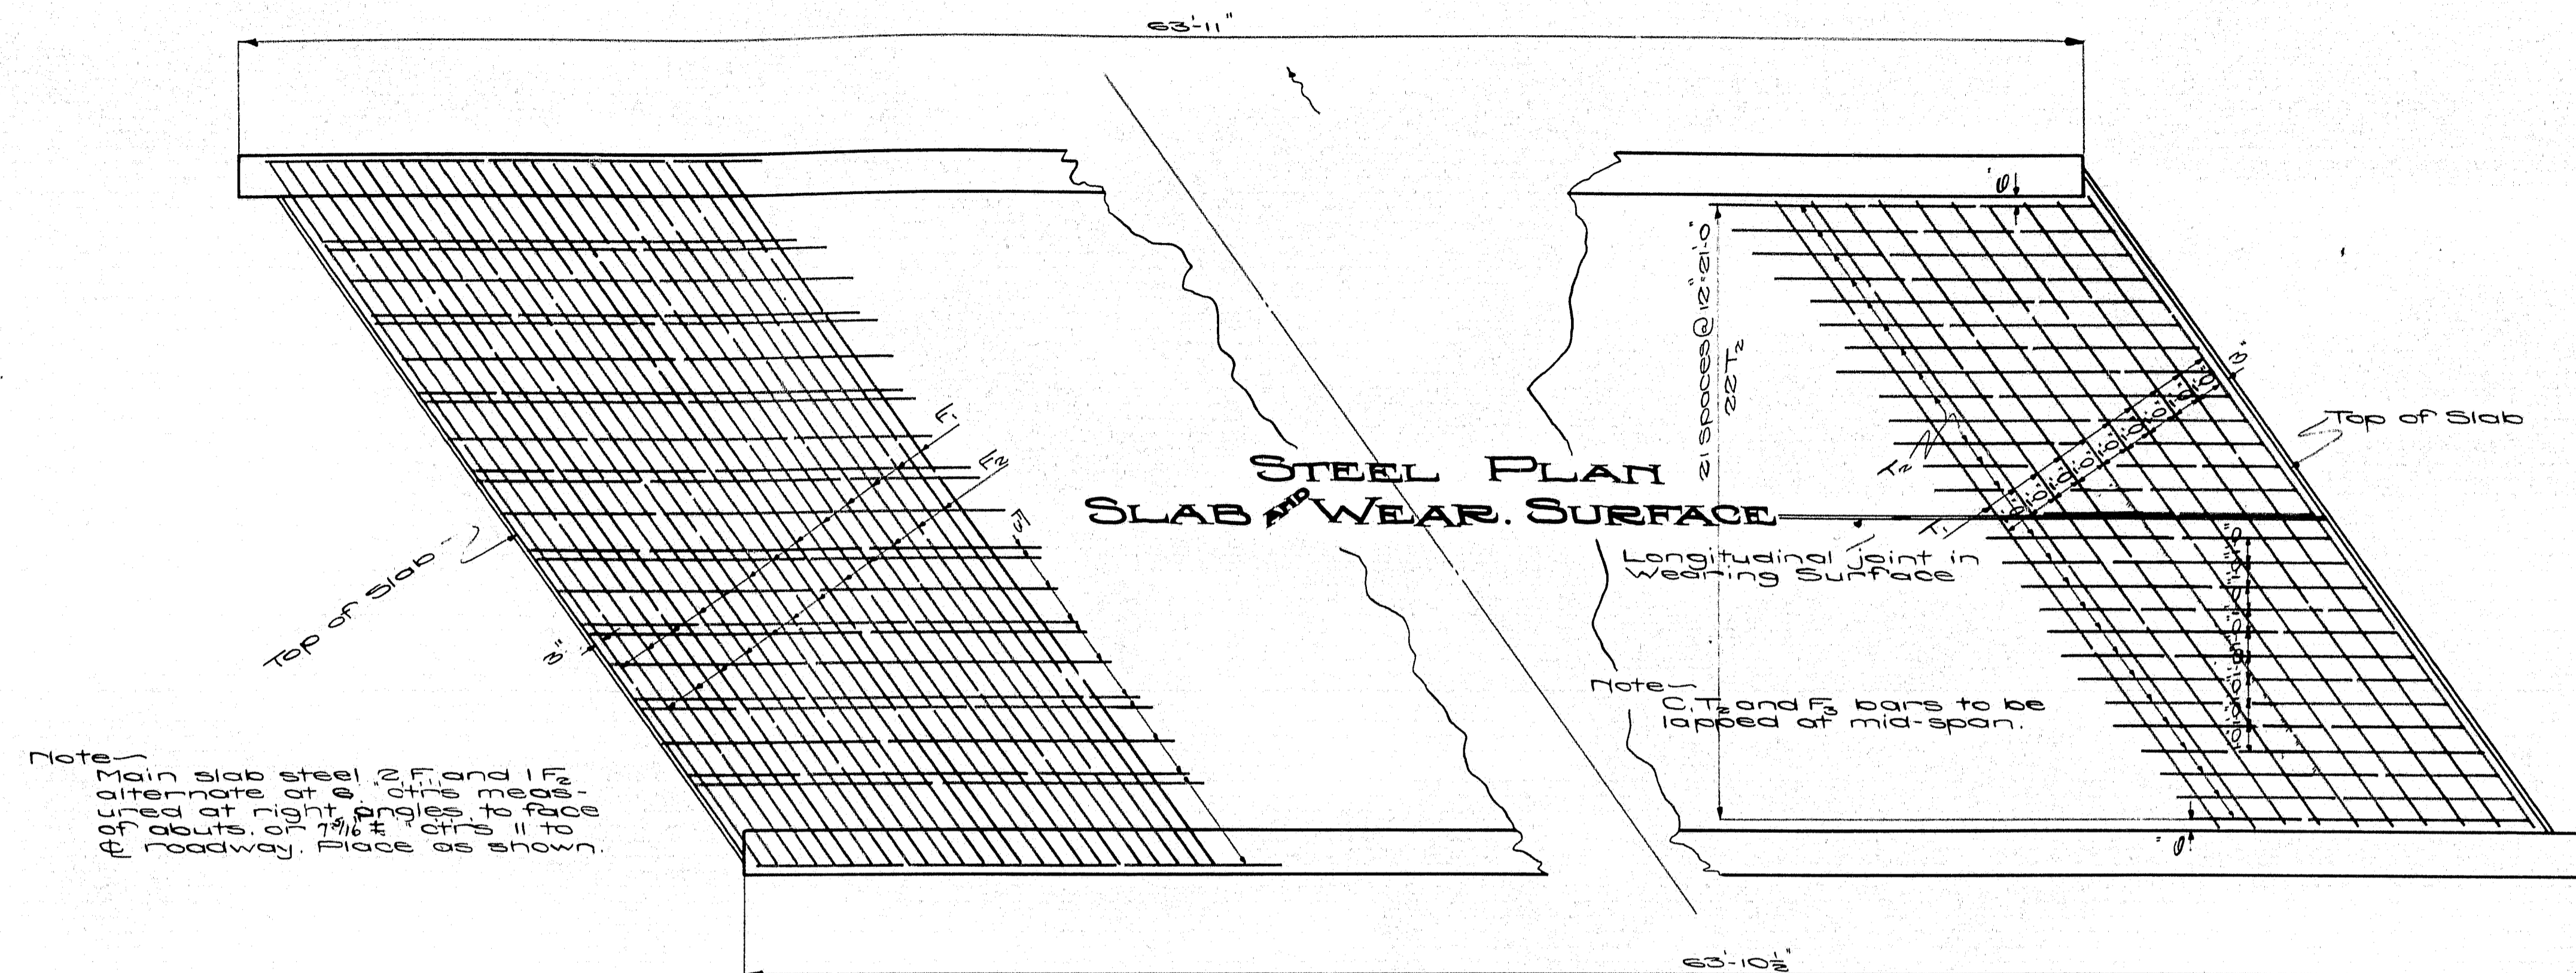 63'-11"
6"
21 spaces @ 12"=21'-0"
22 T₂
3"
Top of Slab
F₁
F₂
T₂
STEEL PLAN
SLAB AND WEAR. SURFACE
F₃
T₁
Longitudinal joint in
Wearing Surface
Top of Slab
3"
Note—
C, T₂ and F₃ bars to be
lapped at mid-span.
Note—
Main slab steel 2 F₁ and 1 F₂
alternate at 6" ctrs meas-
ured at right angles to face
of abuts. or 7 5/16 ± " ctrs 11 to
℄ roadway. Place as shown.
6"
63'-10½"